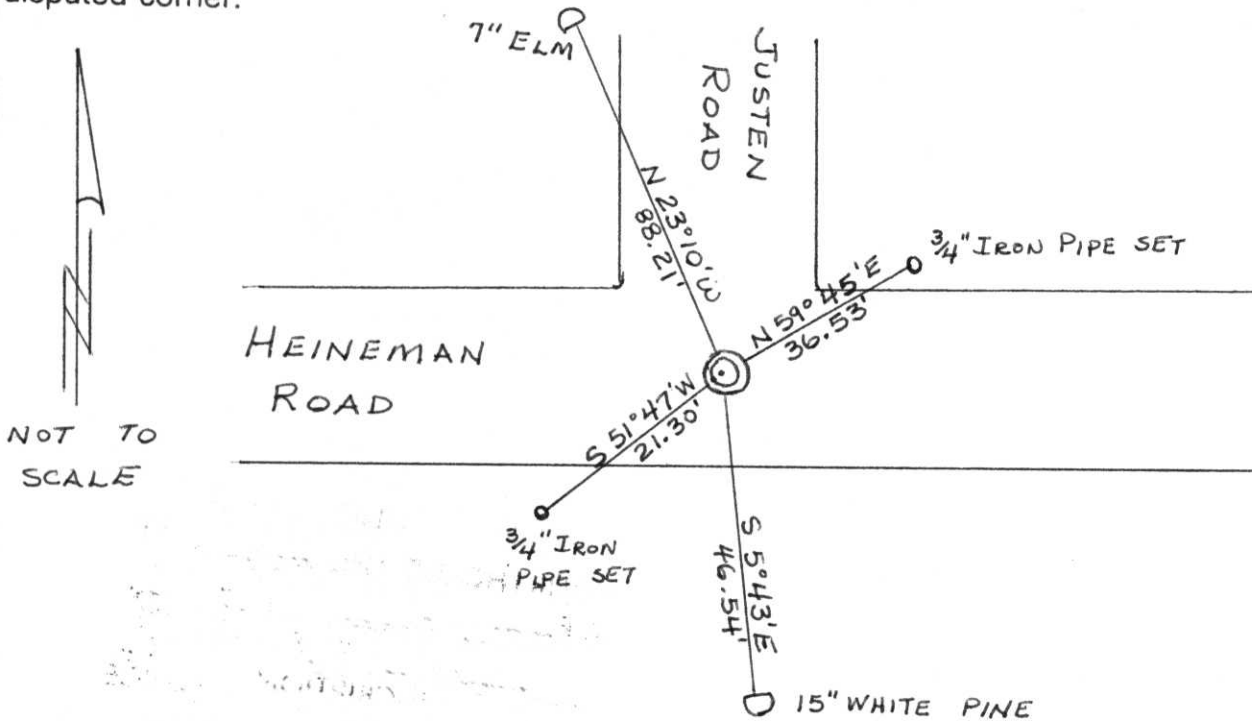 disputed corner.
7" ELM
JUSTEN
ROAD
N 23°10'W
88.21'
3/4" IRON PIPE SET
N 59°45'E
36.53'
HEINEMAN
ROAD
S 51°47'W
21.30'
NOT TO
SCALE
3/4" IRON
PIPE SET
S 5°43'E
46.54'
15" WHITE PINE